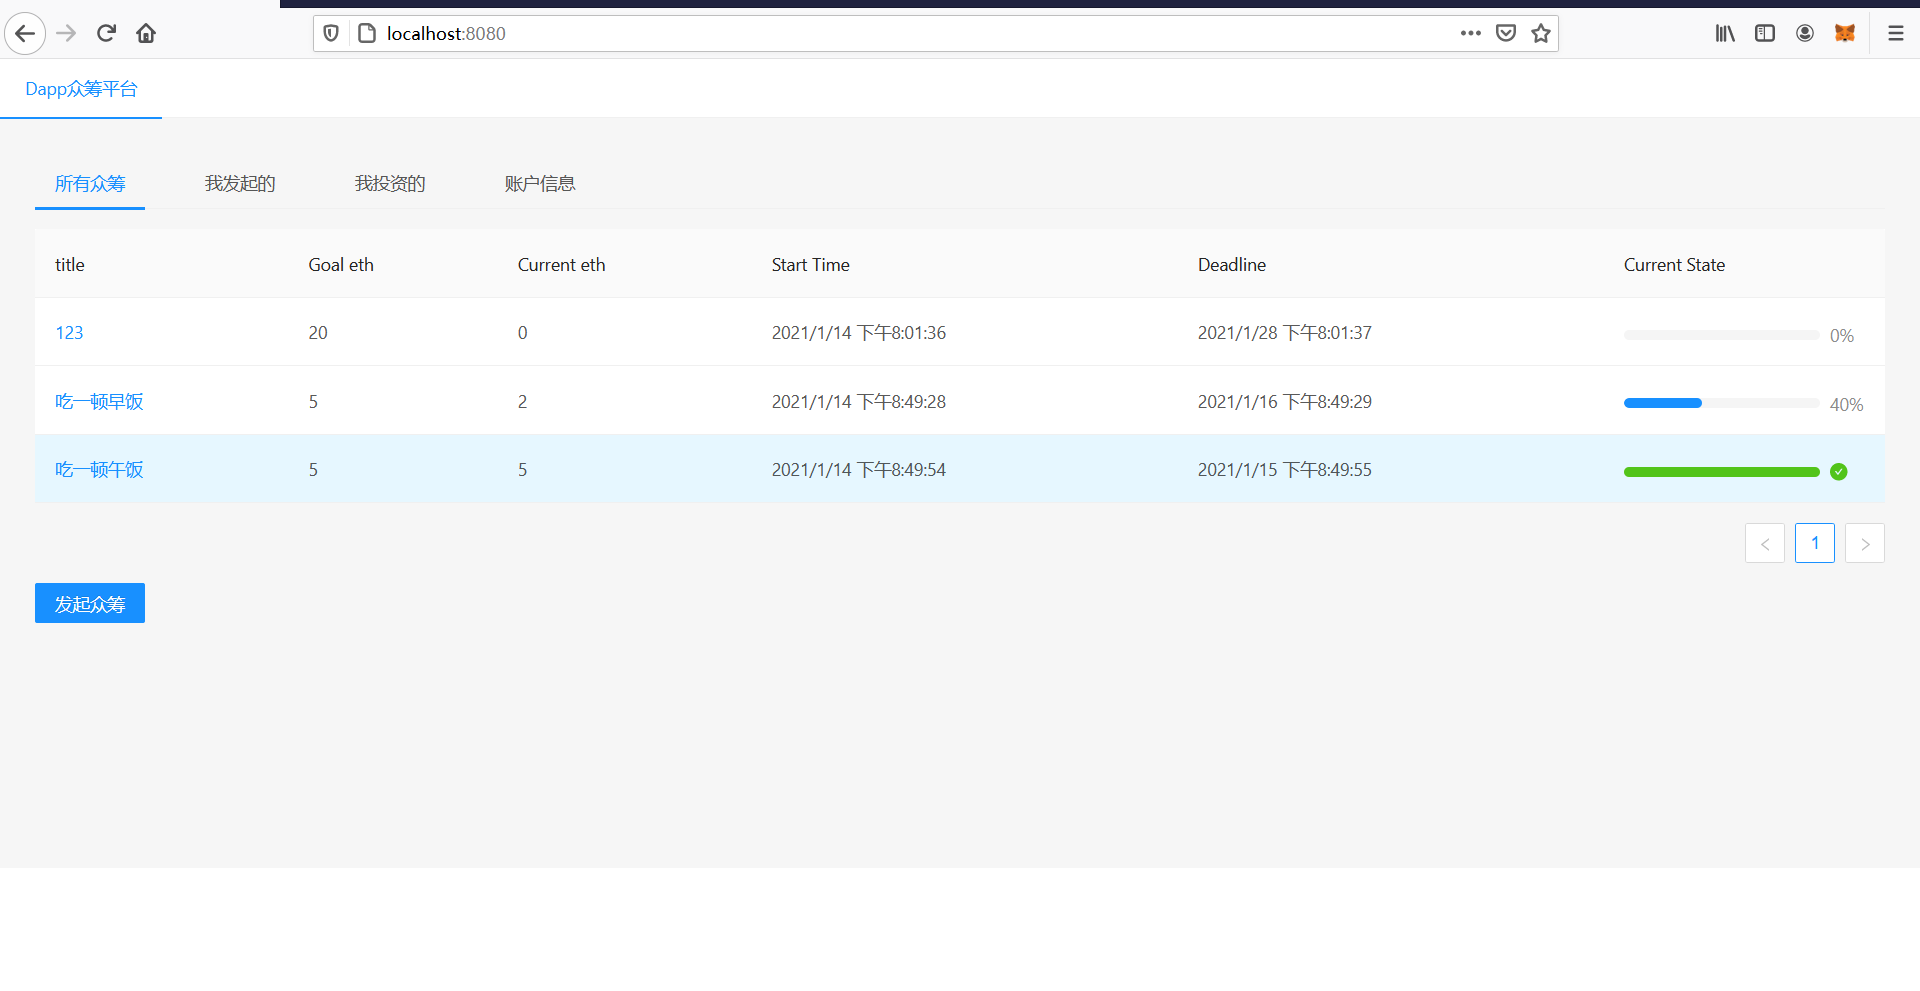 localhost:8080
Dapp众筹平台
所有众筹 我发起的 我投资的 账户信息
title Goal eth Current eth Start Time Deadline Current State
123 20 0 2021/1/14 下午8:01:36 2021/1/28 下午8:01:37 0%
吃一顿早饭 5 2 2021/1/14 下午8:49:28 2021/1/16 下午8:49:29 40%
吃一顿午饭 5 5 2021/1/14 下午8:49:54 2021/1/15 下午8:49:55
< 1 >
发起众筹